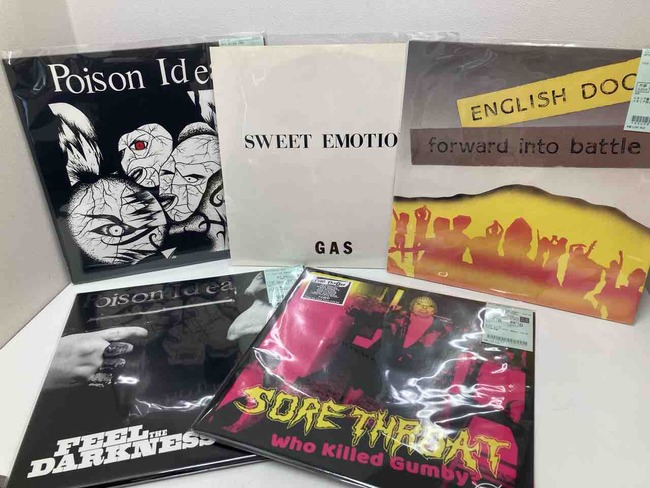 Poison Idea
SWEET EMOTIO
GAS
ENGLISH DOG
forward into battle
Poison Idea
FEEL THE
DARKNESS
SORE THROAT
Who Killed Gumby?